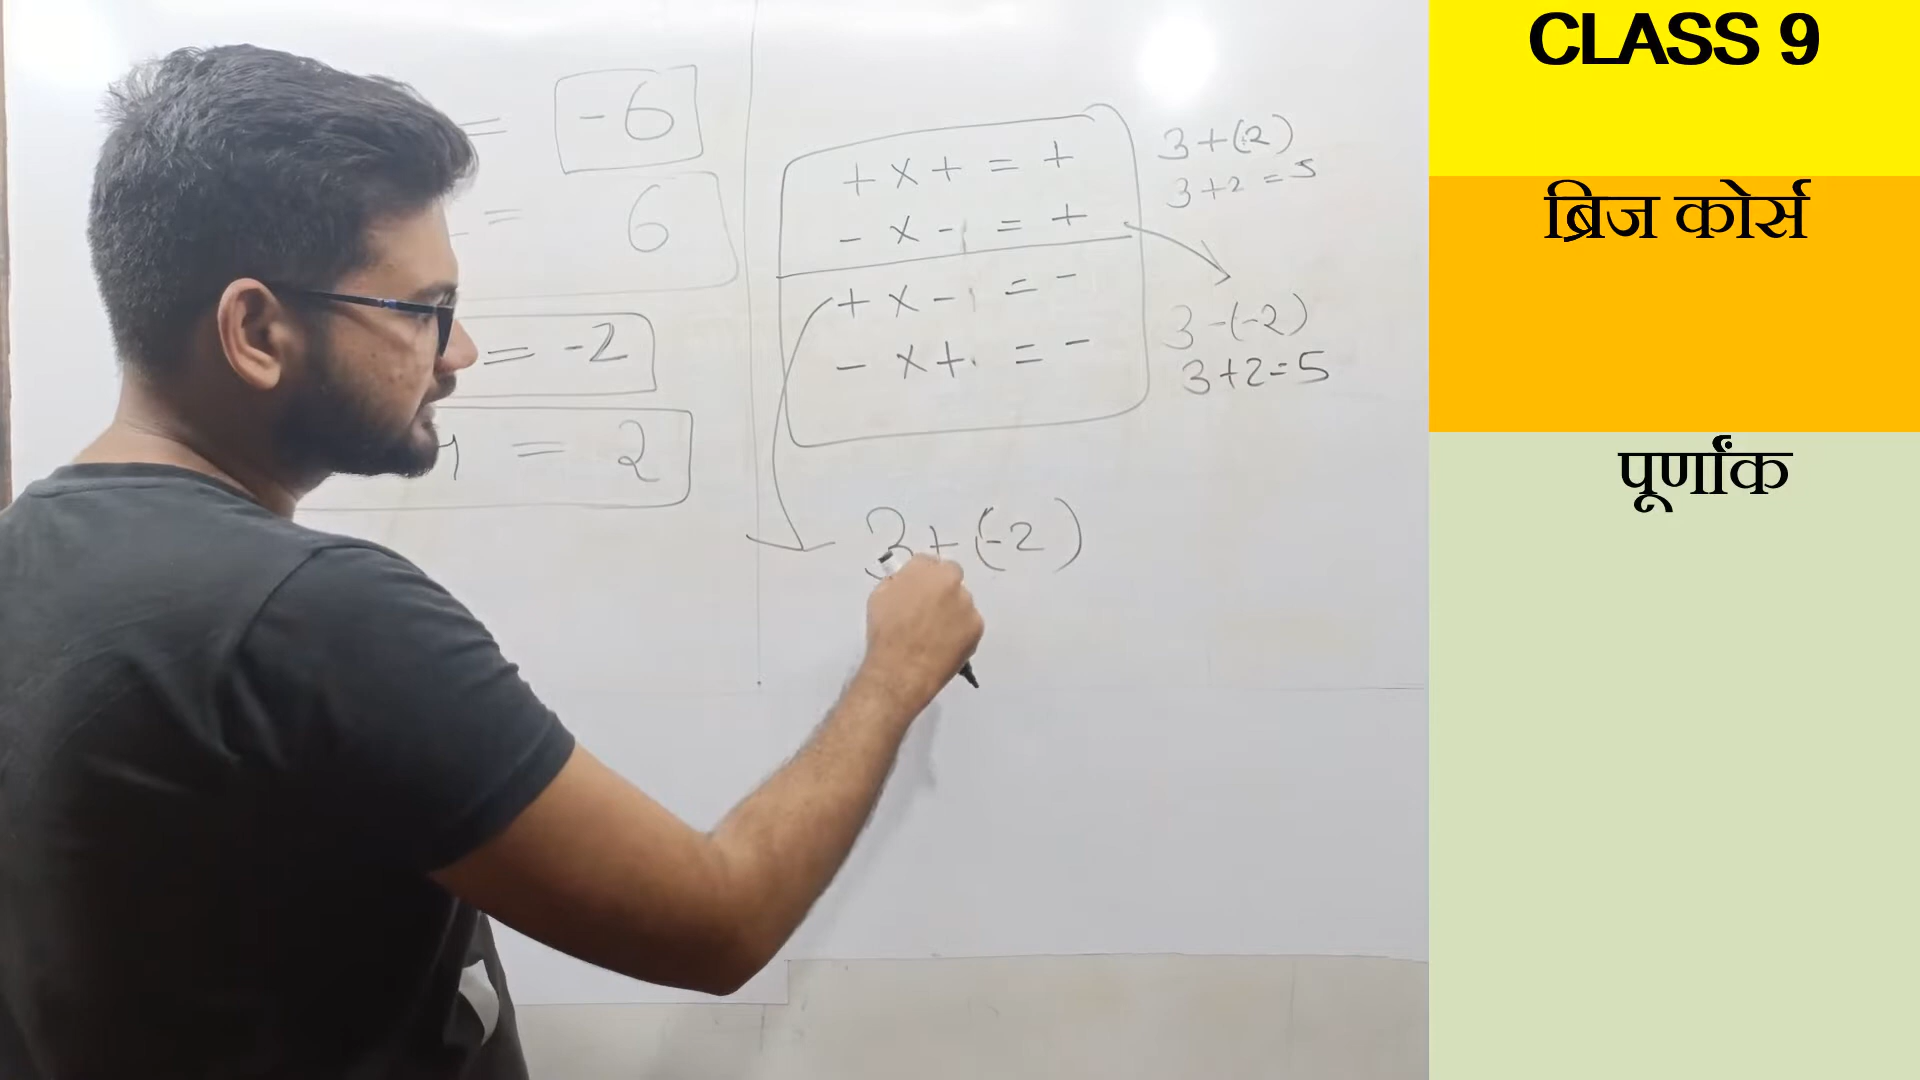 = -6
= 6
= -2
= 2
+ x + = +
- x - = +
+ x - = -
- x + = -
3 + (2)
3 + 2 = 5
3 - (-2)
3 + 2 = 5
3 + (-2)
CLASS 9
ब्रिज कोर्स
पूर्णांक